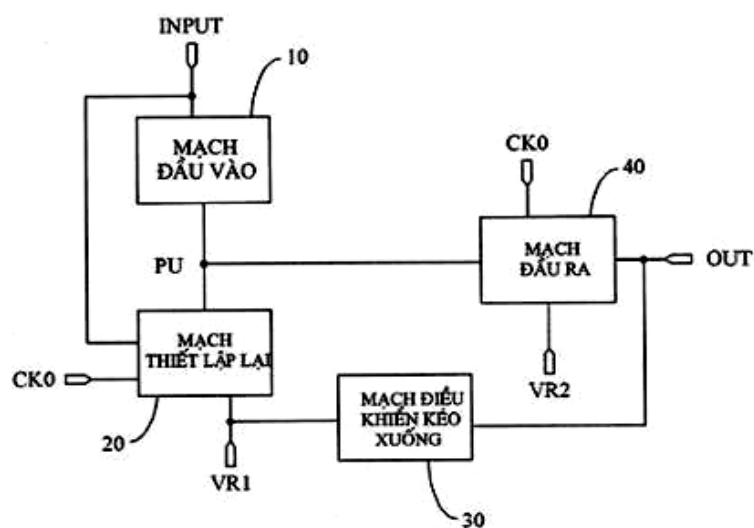 INPUT
10
MẠCH
ĐẦU VÀO
CK0
40
MẠCH
ĐẦU RA
OUT
PU
MẠCH
THIẾT LẬP LẠI
CK0
20
VR1
MẠCH ĐIỀU
KHIỂN KÉO
XUỐNG
30
VR2